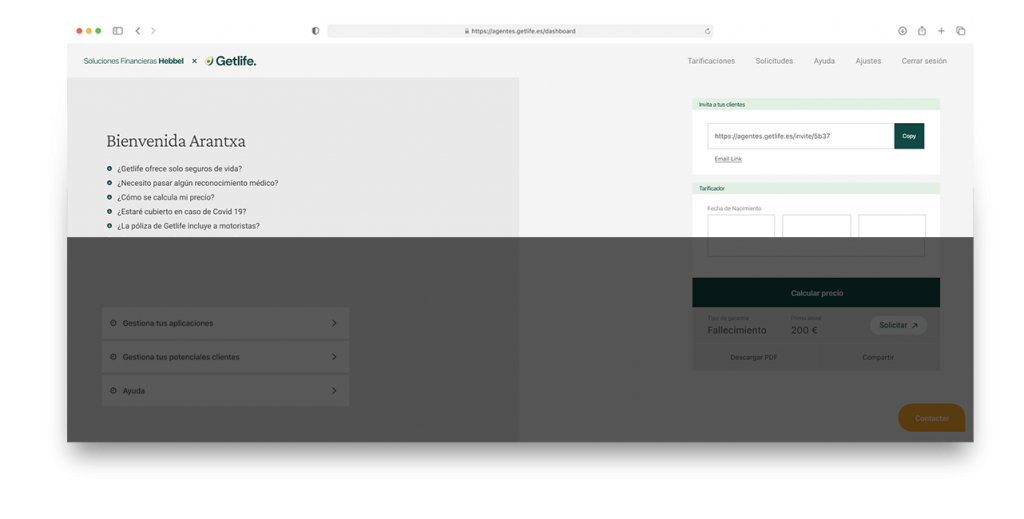 https://agentes.getlife.es/dashboard
Soluciones Financieras Hebbel × Getlife.
Tarificaciones Solicitudes Ayuda Ajustes Cerrar sesión
Bienvenida Arantxa
¿Getlife ofrece solo seguros de vida?
¿Necesito pasar algún reconocimiento médico?
¿Cómo se calcula mi precio?
¿Estaré cubierto en caso de Covid 19?
¿La póliza de Getlife incluye a motoristas?
Gestiona tus aplicaciones
Gestiona tus potenciales clientes
Ayuda
Invita a tus clientes
https://agentes.getlife.es/invite/5b37 Copy
Email Link
Tarificador
Fecha de Nacimiento
Calcular precio
Tipo de garantía Prima anual
Fallecimiento 200 € Solicitar
Descargar PDF Compartir
Contactar